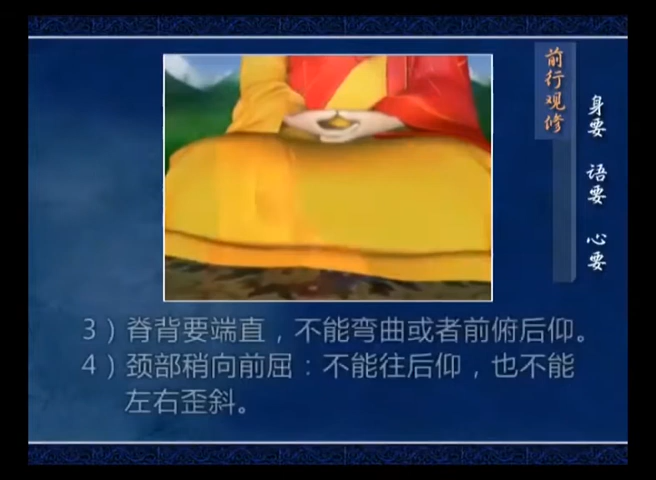 前行观修
身要 语要 心要
3）脊背要端直，不能弯曲或者前俯后仰。
4）颈部稍向前屈：不能往后仰，也不能
左右歪斜。